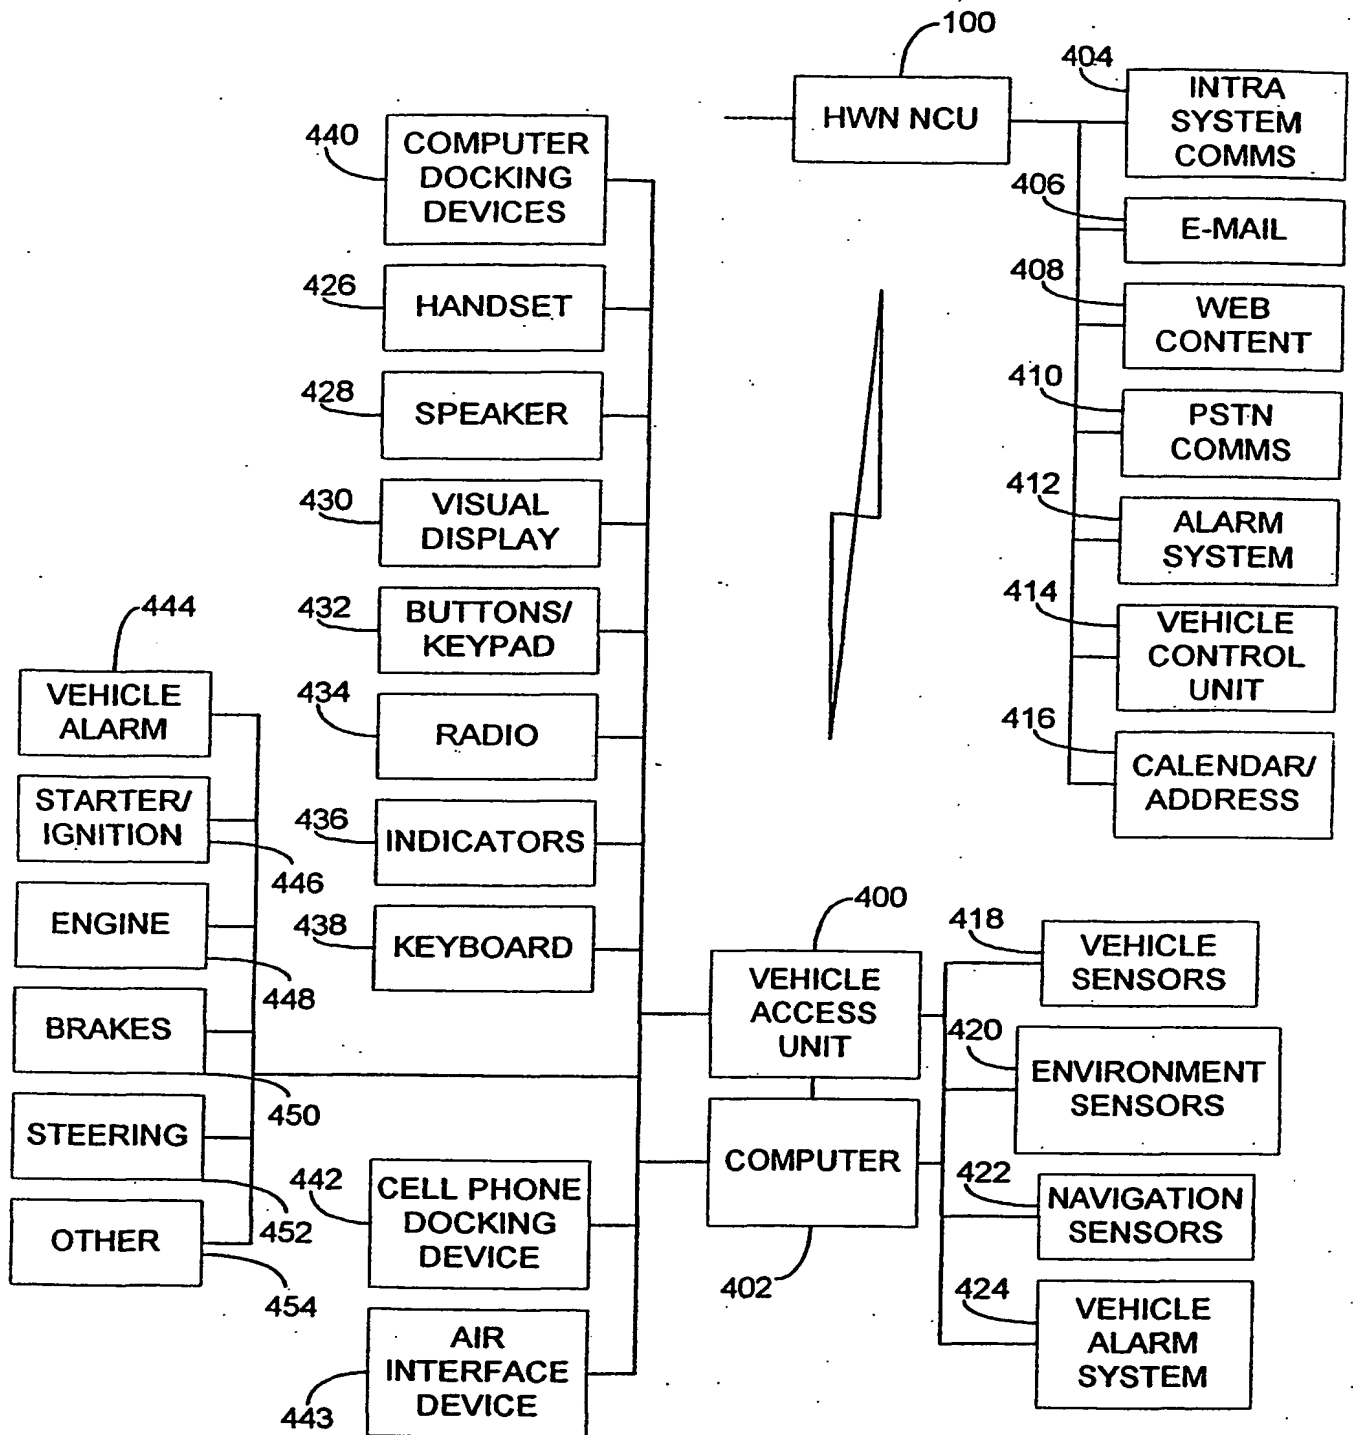 100
HWN NCU
404
INTRA
SYSTEM
COMMS
406
E-MAIL
408
WEB
CONTENT
410
PSTN
COMMS
412
ALARM
SYSTEM
414
VEHICLE
CONTROL
UNIT
416
CALENDAR/
ADDRESS
440
COMPUTER
DOCKING
DEVICES
426
HANDSET
428
SPEAKER
430
VISUAL
DISPLAY
432
BUTTONS/
KEYPAD
434
RADIO
436
INDICATORS
438
KEYBOARD
444
VEHICLE
ALARM
STARTER/
IGNITION
446
ENGINE
448
BRAKES
450
STEERING
452
OTHER
454
442
CELL PHONE
DOCKING
DEVICE
443
AIR
INTERFACE
DEVICE
400
VEHICLE
ACCESS
UNIT
COMPUTER
402
418
VEHICLE
SENSORS
420
ENVIRONMENT
SENSORS
422
NAVIGATION
SENSORS
424
VEHICLE
ALARM
SYSTEM